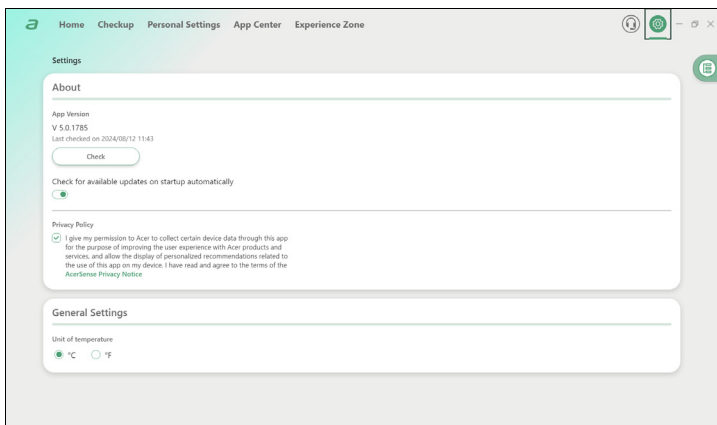 a Home Checkup Personal Settings App Center Experience Zone
Settings
About
App Version
V 5.0.1785
Last checked on 2024/08/12 11:43
Check
Check for available updates on startup automatically
Privacy Policy
I give my permission to Acer to collect certain device data through this app
for the purpose of improving the user experience with Acer products and
services, and allow the display of personalized recommendations related to
the use of this app on my device. I have read and agree to the terms of the
AcerSense Privacy Notice
General Settings
Unit of temperature
°C °F